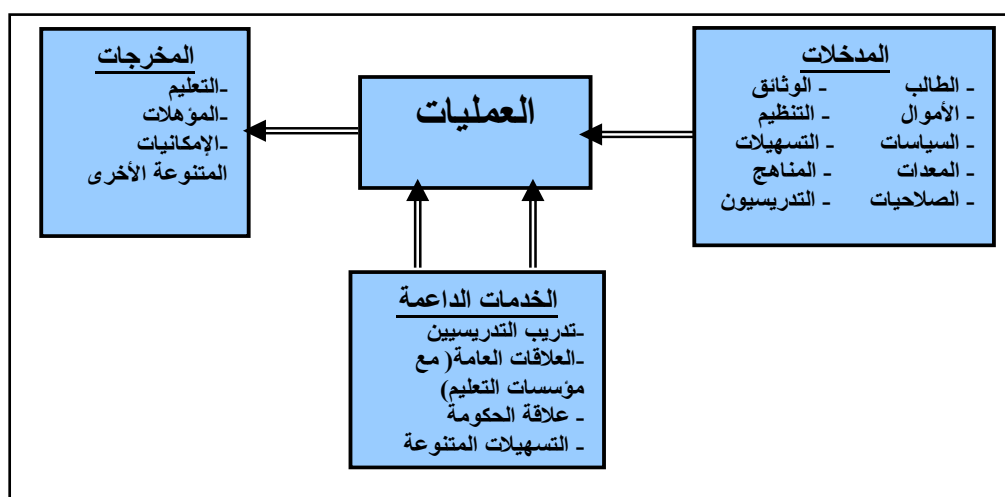 المدخلات
- الطالب - الوثائق
- الأموال - التنظيم
- السياسات - التسهيلات
- المعدات - المناهج
- الصلاحيات - التدريسيون
العمليات
المخرجات
-التعليم
-المؤهلات
-الإمكانيات
المتنوعة الأخرى
الخدمات الداعمة
-تدريب التدريسيين
-العلاقات العامة( مع
مؤسسات التعليم)
- علاقة الحكومة
- التسهيلات المتنوعة